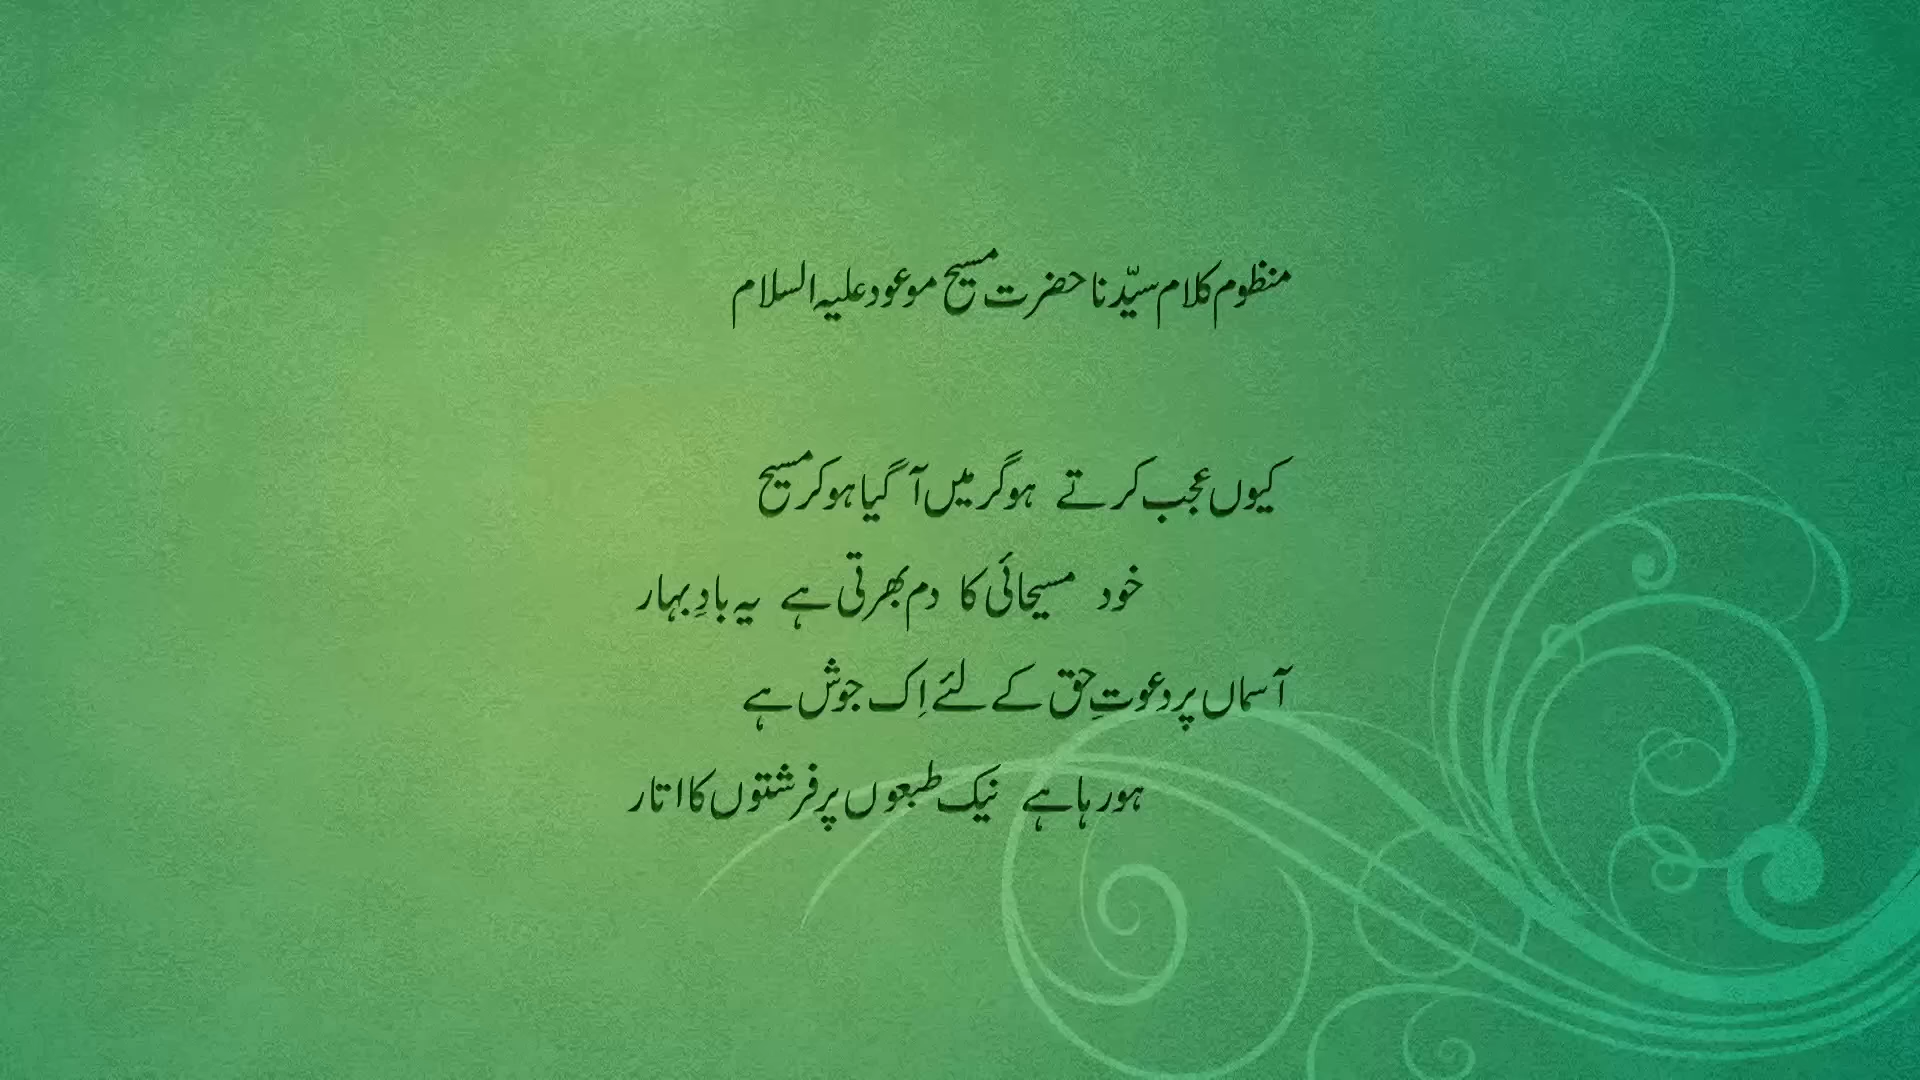 منظوم کلام سیّدنا حضرت مسیح موعود علیہ السلام
کیوں عجب کرتے ہو گر میں آ گیا ہو کر مسیح
خود مسیحائی کا دم بھرتی ہے یہ بادِ بہار
آسماں پر دعوتِ حق کے لئے اِک جوش ہے
ہو رہا ہے نیک طبعوں پر فرشتوں کا اتار